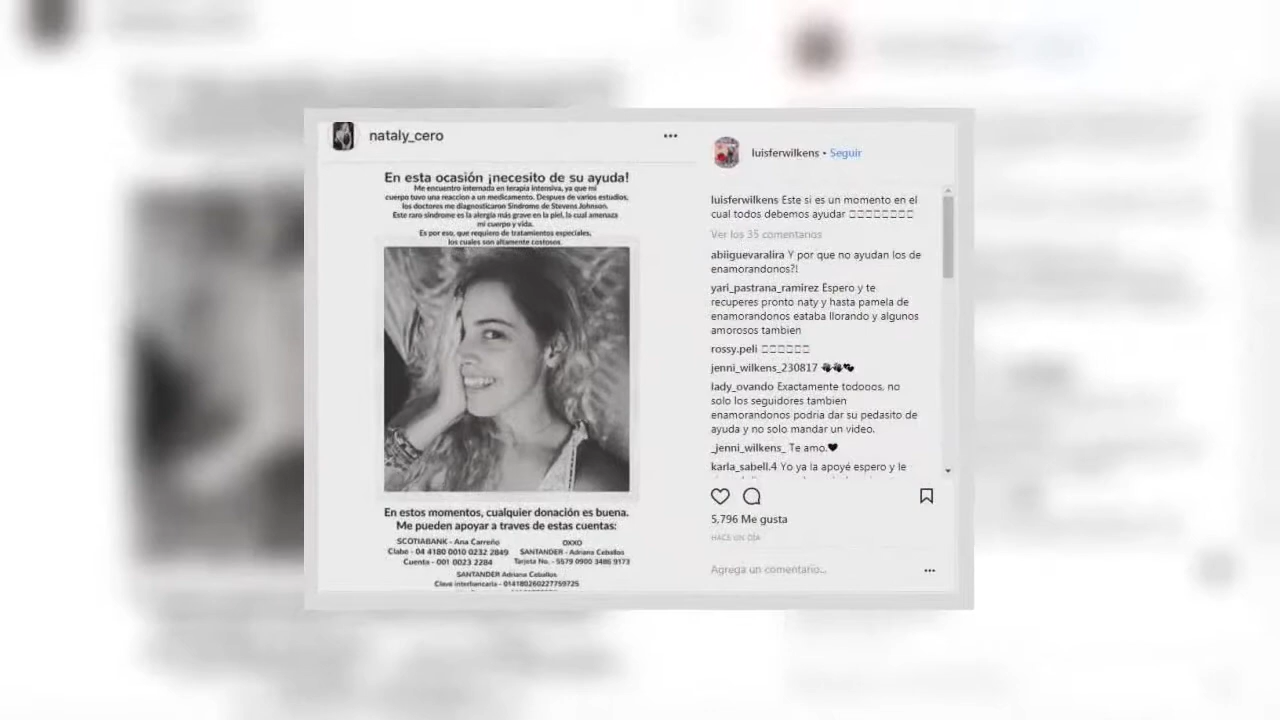 nataly_cero
En esta ocasión ¡necesito de su ayuda!
Me encuentro internada en terapia intensiva, ya que mi
cuerpo tuvo una reaccion a un medicamento. Despues de varios estudios,
los doctores me diagnosticaron Sindrome de Stevens Johnson.
Este raro sindrome es la alergia más grave en la piel, la cual amenaza
mi cuerpo y vida.
Es por eso, que requiero de tratamientos especiales,
los cuales son altamente costosos.
En estos momentos, cualquier donación es buena.
Me pueden apoyar a traves de estas cuentas:
SCOTIABANK - Ana Carreño
Clabe - 04 4180 0010 0232 2849
Cuenta - 001 0023 2284
OXXO
SANTANDER - Adriana Ceballos
Tarjeta No. - 5579 0900 3486 9173
SANTANDER Adriana Ceballos
Clave interbancaria - 014180260227759725
luisferwilkens • Seguir
luisferwilkens Este si es un momento en el
cual todos debemos ayudar
Ver los 35 comentarios
abiiguevaralira Y por que no ayudan los de
enamorandonos?!
yari_pastrana_ramirez Espero y te
recuperes pronto naty y hasta pamela de
enamorandonos eataba llorando y algunos
amorosos tambien
rossy.peli
jenni_wilkens_230817
lady_ovando Exactamente todooos, no
solo los seguidores tambien
enamorandonos podria dar su pedasito de
ayuda y no solo mandar un video.
_jenni_wilkens_ Te amo.
karla_sabell.4 Yo ya la apoyé espero y le
5,796 Me gusta
HACE UN DÍA
Agrega un comentario...